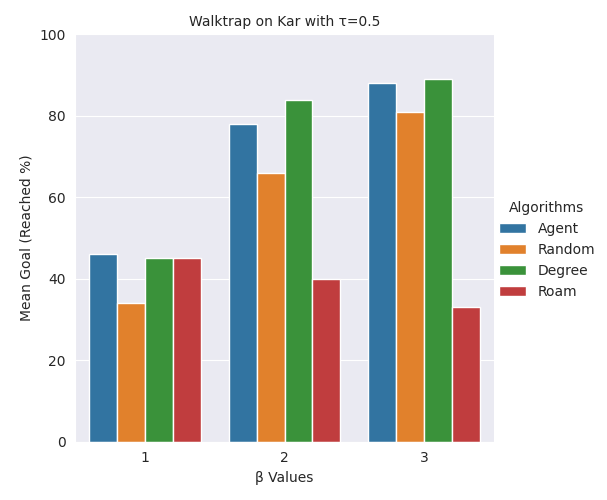 Walktrap on Kar with τ=0.5
100
80
60
40
20
0
Mean Goal (Reached %)
1
2
3
β Values
Algorithms
Agent
Random
Degree
Roam